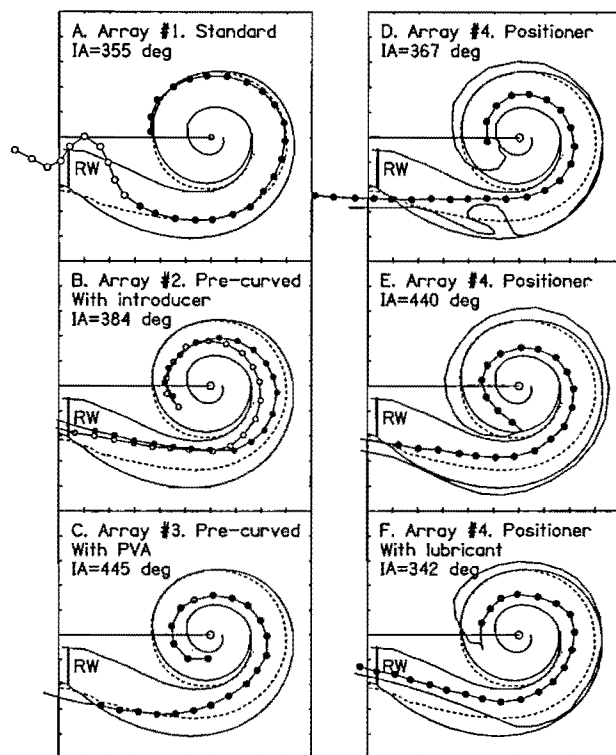 A. Array #1. Standard
IA=355 deg
RW
B. Array #2. Pre-curved
With introducer
IA=384 deg
RW
C. Array #3. Pre-curved
With PVA
IA=445 deg
RW
D. Array #4. Positioner
IA=367 deg
RW
E. Array #4. Positioner
IA=440 deg
RW
F. Array #4. Positioner
With lubricant
IA=342 deg
RW